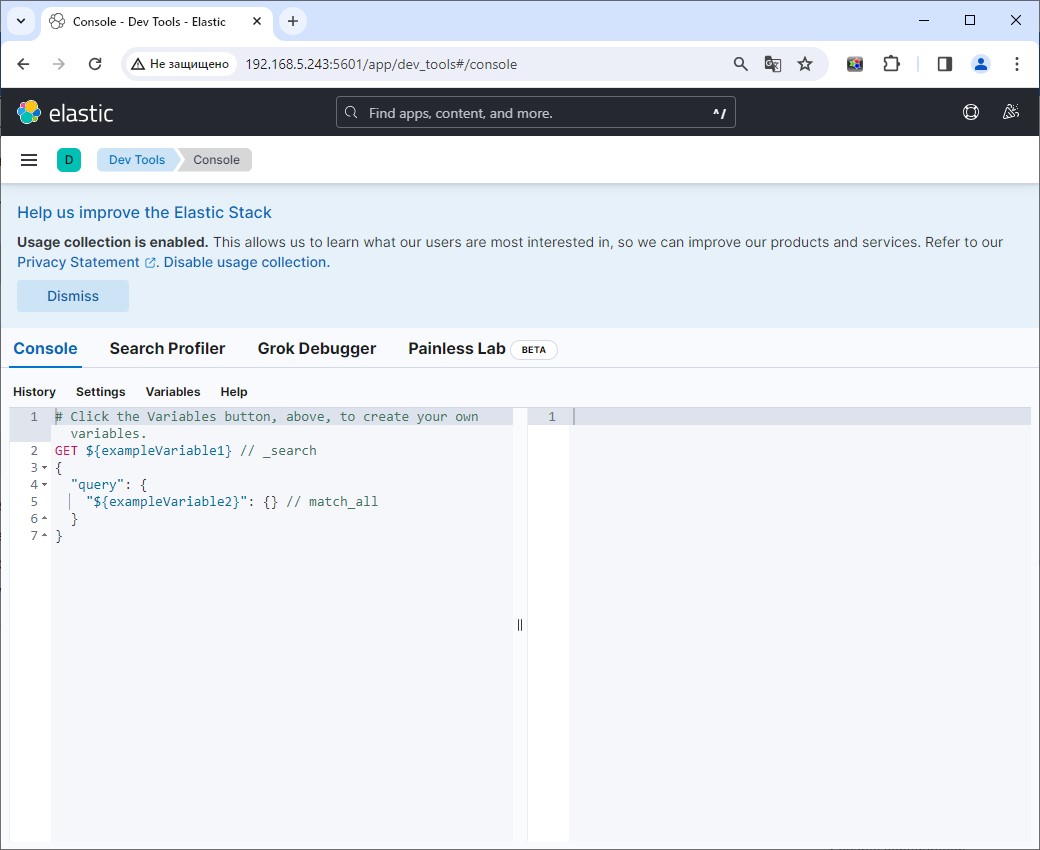 Console - Dev Tools - Elastic
Не защищено
192.168.5.243:5601/app/dev_tools#/console
elastic
Find apps, content, and more.
^/
D
Dev Tools
Console
Help us improve the Elastic Stack
Usage collection is enabled. This allows us to learn what our users are most interested in, so we can improve our products and services. Refer to our
Privacy Statement. Disable usage collection.
Dismiss
Console Search Profiler Grok Debugger Painless Lab BETA
History Settings Variables Help
1 # Click the Variables button, above, to create your own
variables.
2 GET ${exampleVariable1} // _search
3 {
4 "query": {
5 "${exampleVariable2}": {} // match_all
6 }
7 }
1